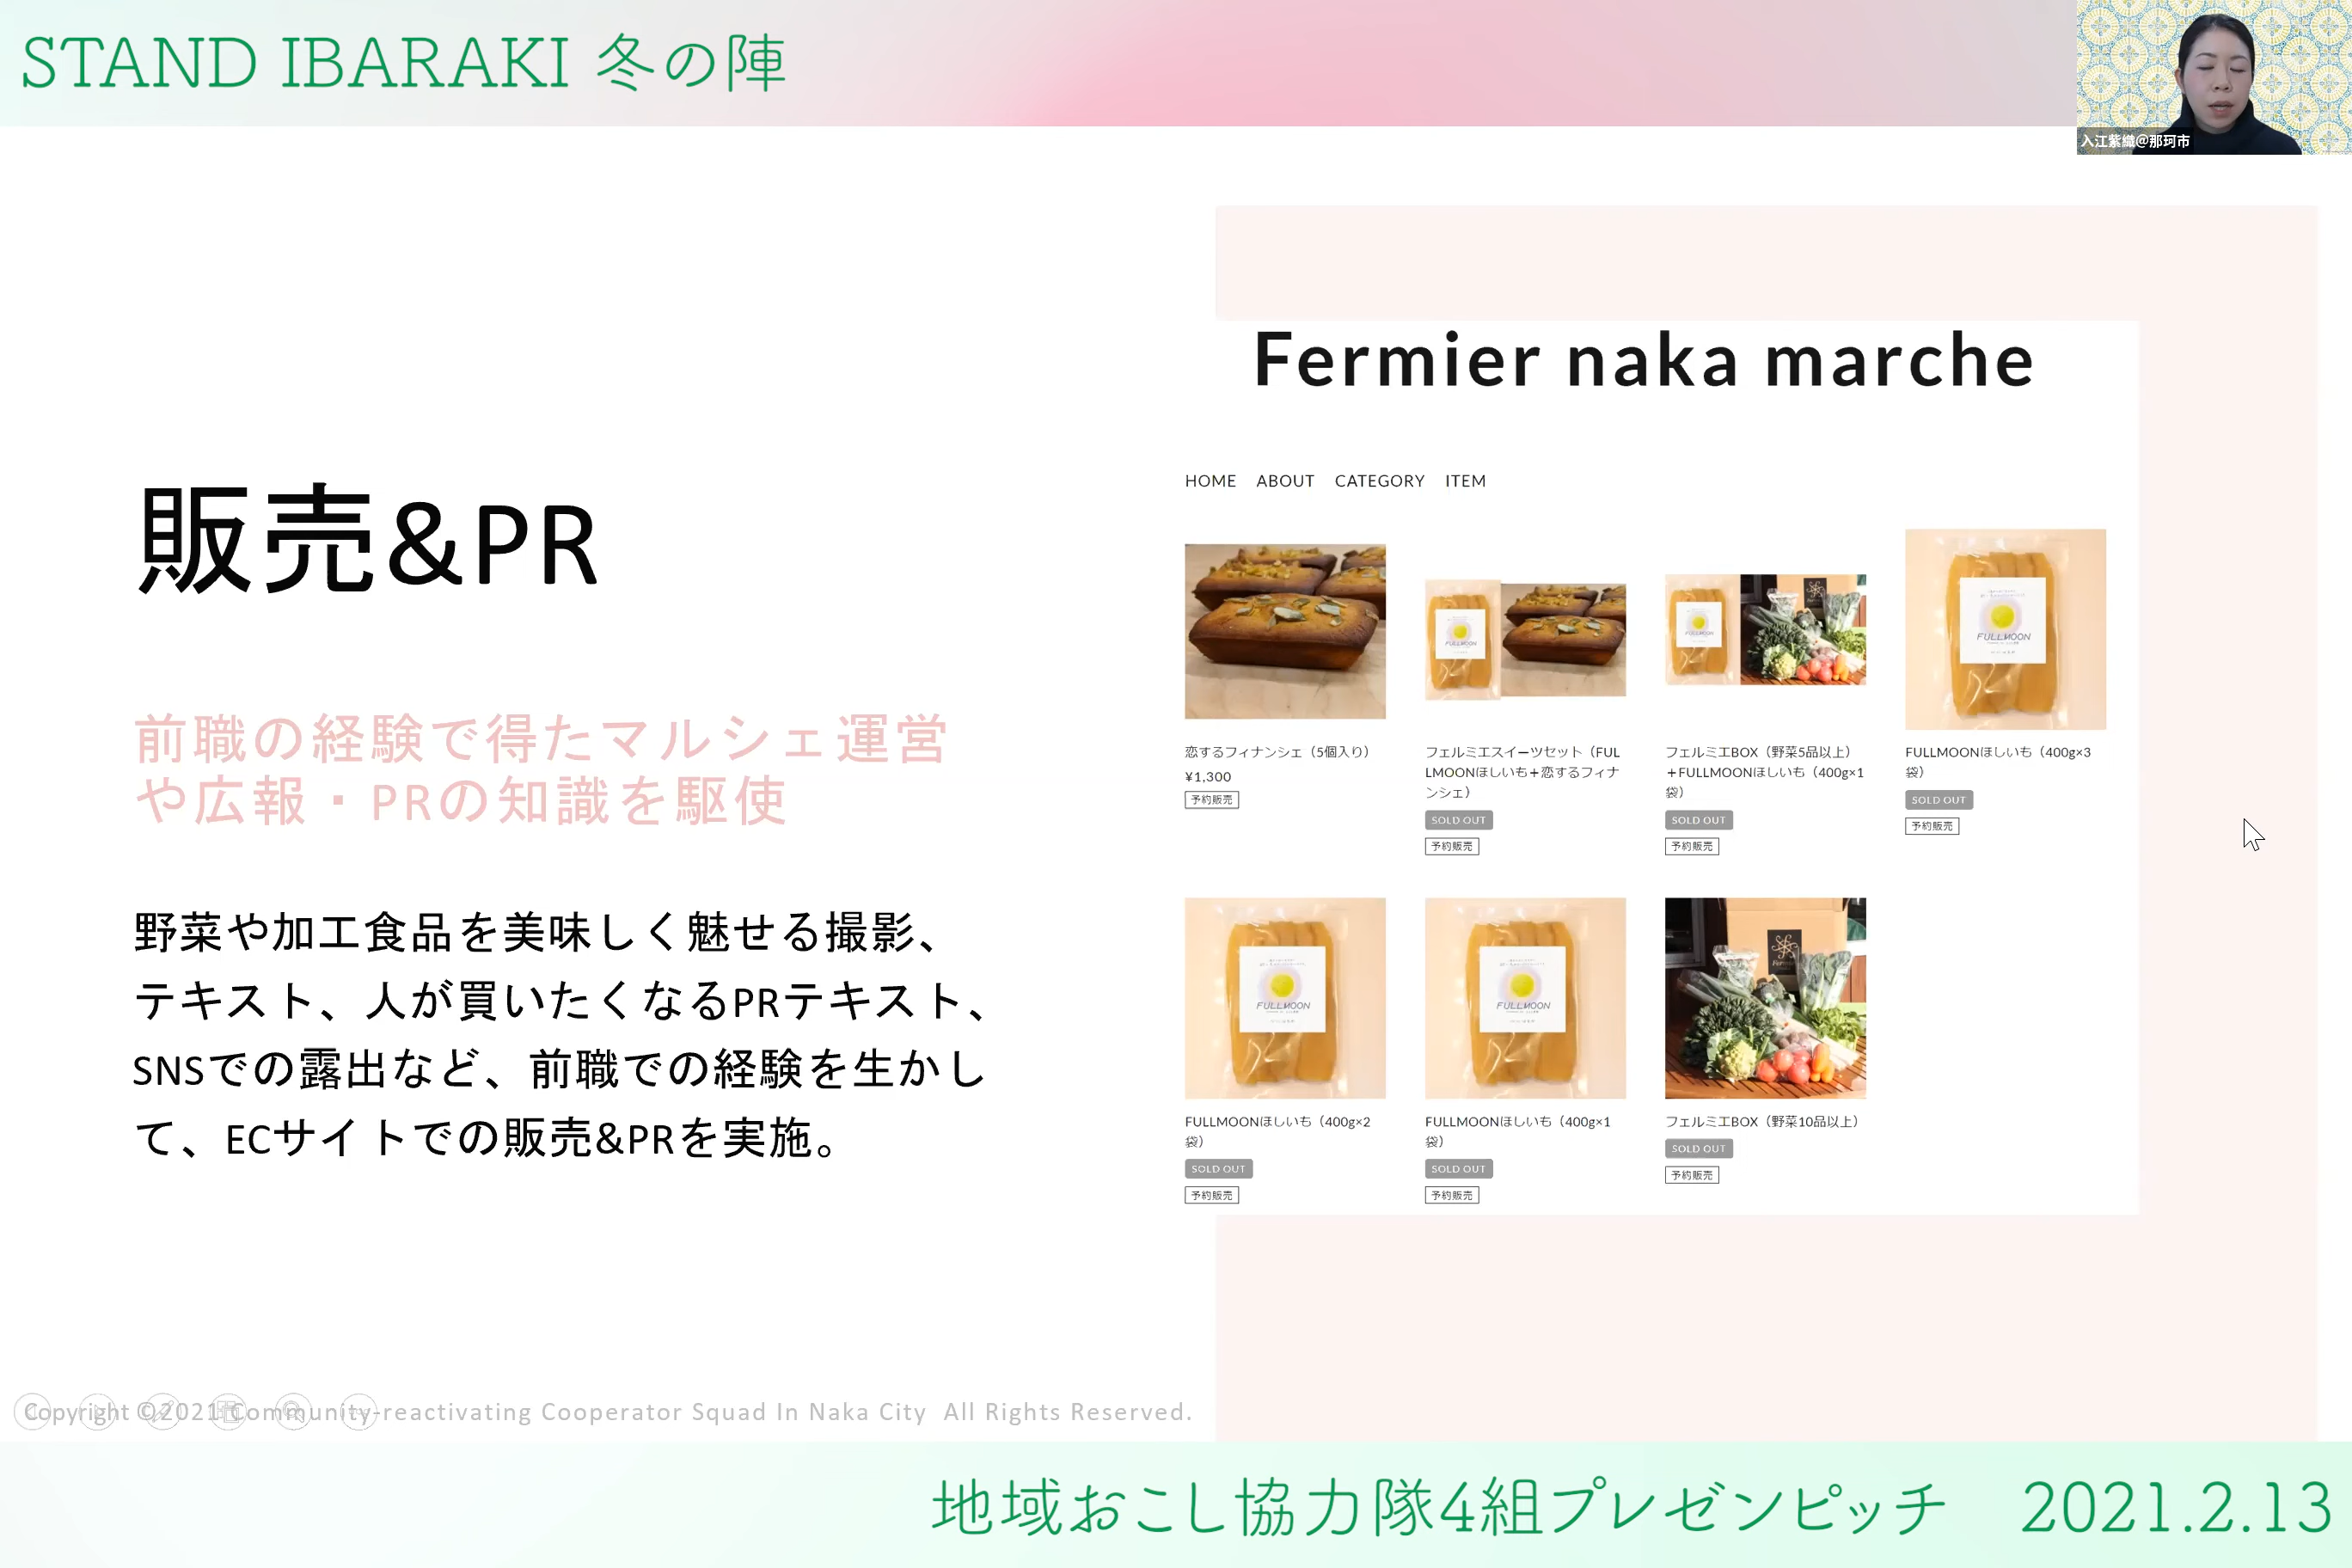 STAND IBARAKI 冬の陣
入江紫織@那珂市
販売&PR
前職の経験で得たマルシェ運営
や広報・PRの知識を駆使
野菜や加工食品を美味しく魅せる撮影、
テキスト、人が買いたくなるPRテキスト、
SNSでの露出など、前職での経験を生かし
て、ECサイトでの販売&PRを実施。
Fermier naka marche
HOME ABOUT CATEGORY ITEM
恋するフィナンシェ（5個入り）
¥1,300
予約販売
フェルミエスイーツセット（FUL
LMOONほしいも＋恋するフィナ
ンシェ）
SOLD OUT
予約販売
フェルミエBOX（野菜5品以上）
＋FULLMOONほしいも（400g×1
袋）
SOLD OUT
予約販売
FULLMOONほしいも（400g×3
袋）
SOLD OUT
予約販売
FULLMOON
FULLMOON
FULLMOON
FULLMOONほしいも（400g×2
袋）
SOLD OUT
予約販売
FULLMOON
FULLMOONほしいも（400g×1
袋）
SOLD OUT
予約販売
FULLMOON
フェルミエBOX（野菜10品以上）
SOLD OUT
予約販売
Copyright ©2021 Community-reactivating Cooperator Squad In Naka City All Rights Reserved.
地域おこし協力隊4組プレゼンピッチ 2021.2.13